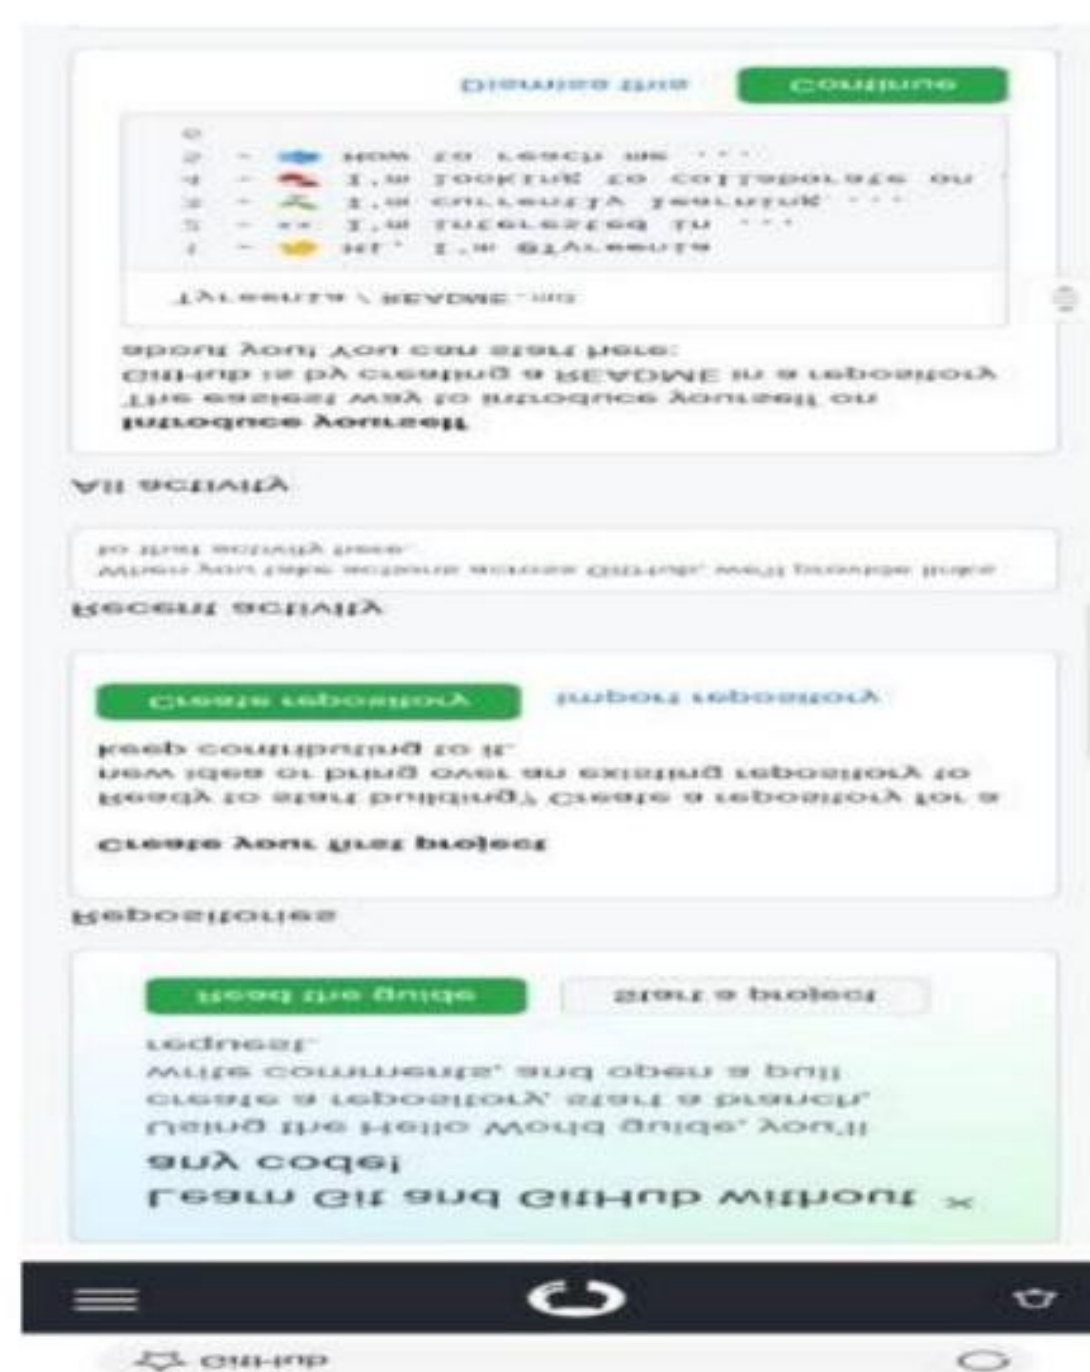 GitHub
Learn Git and GitHub without
any code!
Using the Hello World guide, you'll
create a repository, start a branch,
write comments, and open a pull
request.
Read the guide Start a project
Repositories
Create your first project
Ready to start building? Create a repository for a
new idea or bring over an existing repository to
keep contributing to it.
Create repository Import repository
Recent activity
When you take actions across GitHub, we'll provide links
to that activity here.
All activity
Introduce yourself
The easiest way to introduce yourself on
GitHub is by creating a README in a repository
about you! You can start here:
/ README.md
1 - Hi, I'm
2 - I'm interested in ...
3 - I'm currently learning ...
4 - I'm looking to collaborate on
5 - How to reach me ...
6
Dismiss this Continue